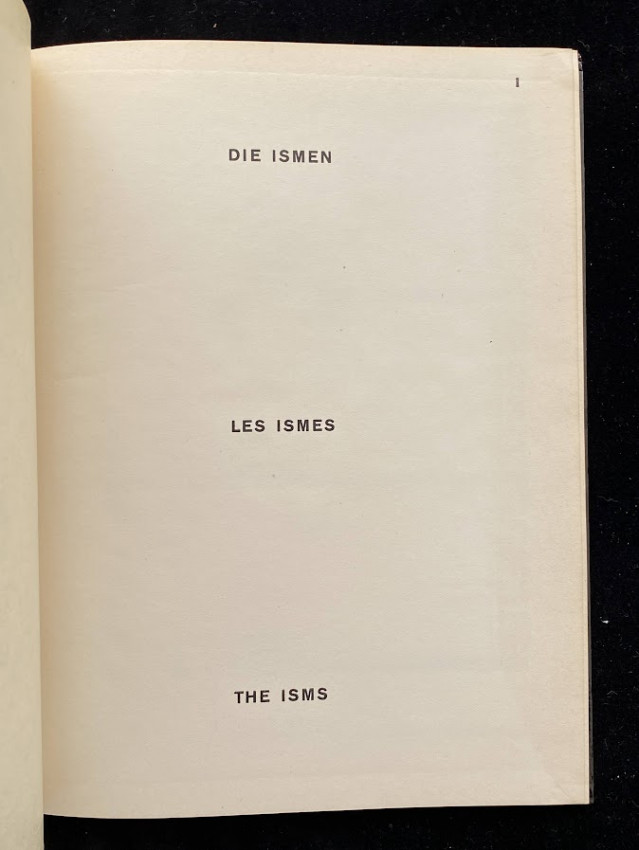 1
DIE ISMEN
LES ISMES
THE ISMS